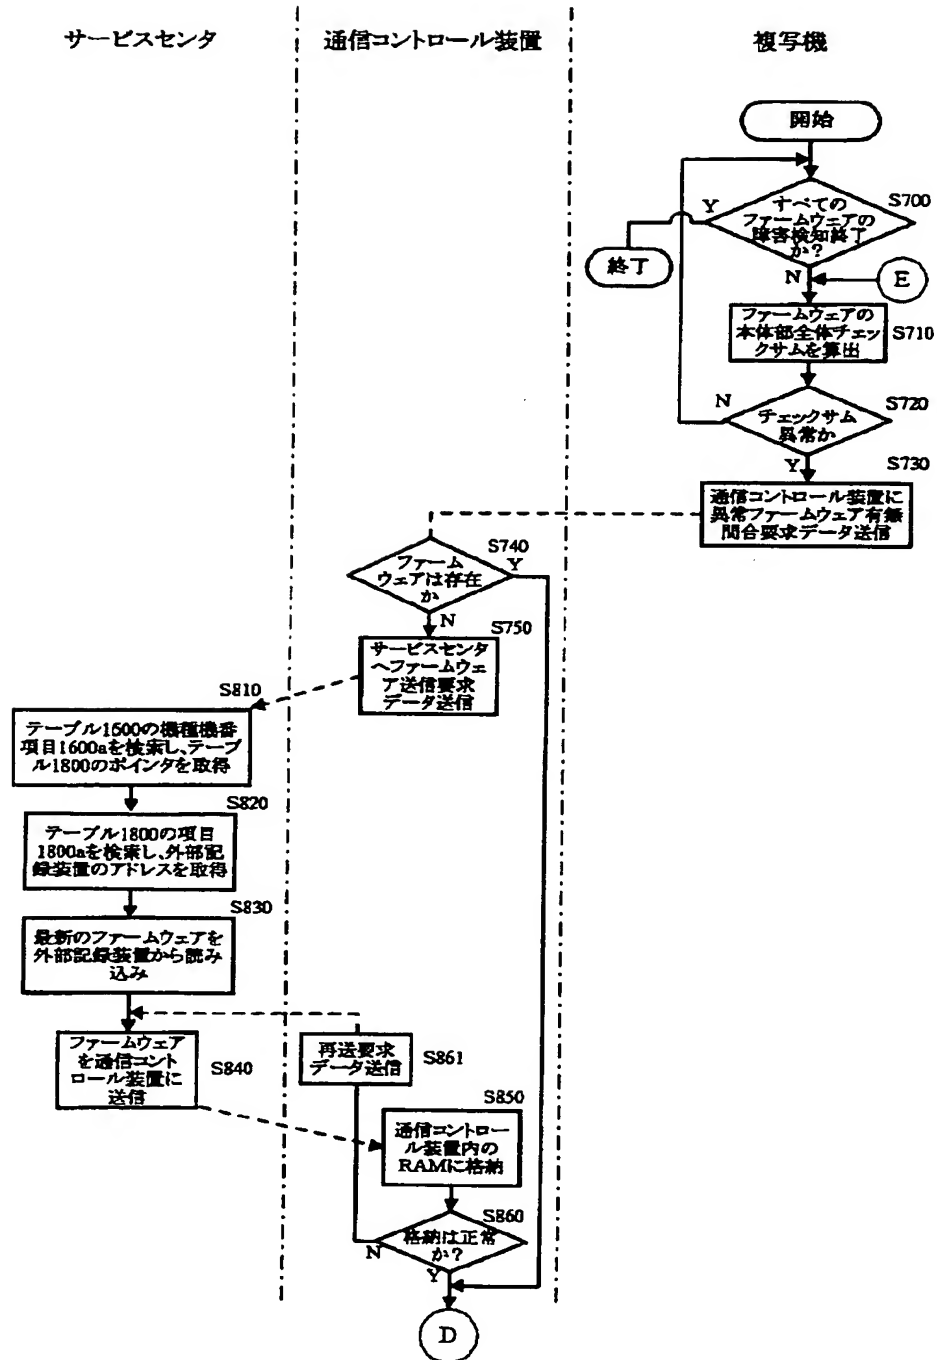 サービスセンタ
通信コントロール装置
複写機
開始
S700
すべての
ファームウェアの
障害検知終了
か?
Y
終了
N
E
ファームウェアの
本体部全体チェッ
クサムを算出
S710
N
S720
チェックサム
異常か
Y
S730
通信コントロール装置に
異常ファームウェア有無
問合要求データ送信
S740
ファーム
ウェアは存在
か
Y
N
S750
サービスセンタ
へファームウェ
ア送信要求
データ送信
S810
テーブル1600の機種機番
項目1600aを検索し、テーブ
ル1800のポインタを取得
S820
テーブル1800の項目
1800aを検索し、外部記
録装置のアドレスを取得
S830
最新のファームウェアを
外部記録装置から読み
込み
ファームウェア
を通信コント
ロール装置に
送信
S840
再送要求
データ送信
S861
S850
通信コントロー
ル装置内の
RAMに格納
S860
格納は正常
か?
N
Y
D